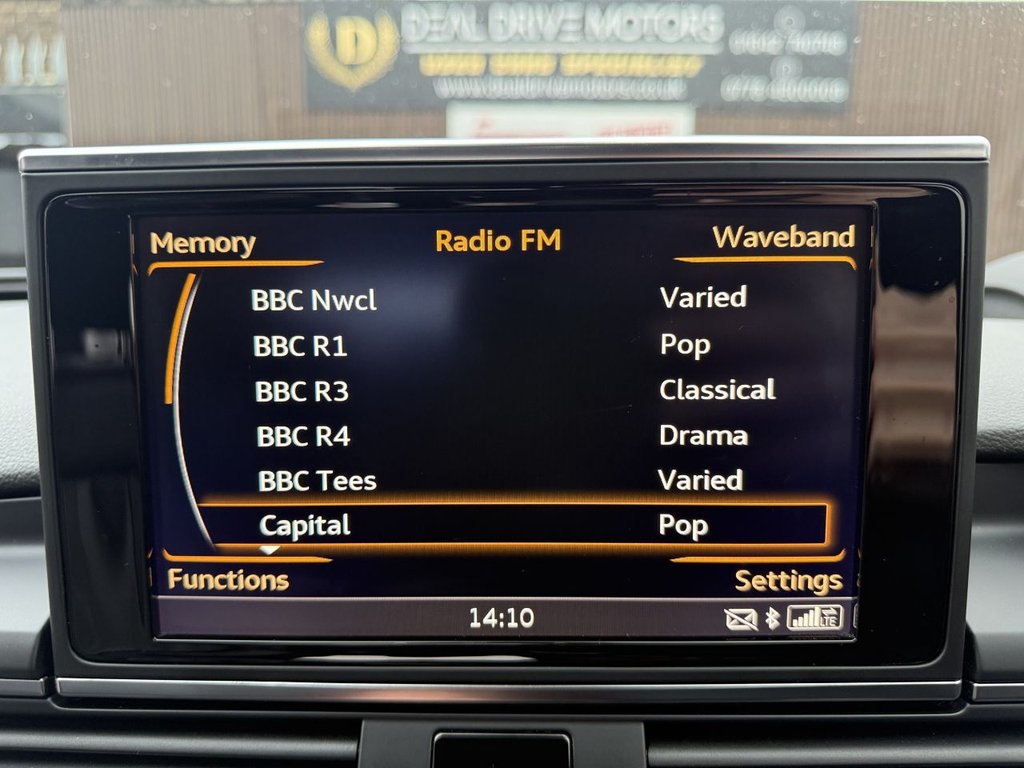 D
DEAL DRIVE MOTORS
Memory
Radio FM
Waveband
BBC Nwcl Varied
BBC R1 Pop
BBC R3 Classical
BBC R4 Drama
BBC Tees Varied
Capital Pop
Functions
Settings
14:10
LTE